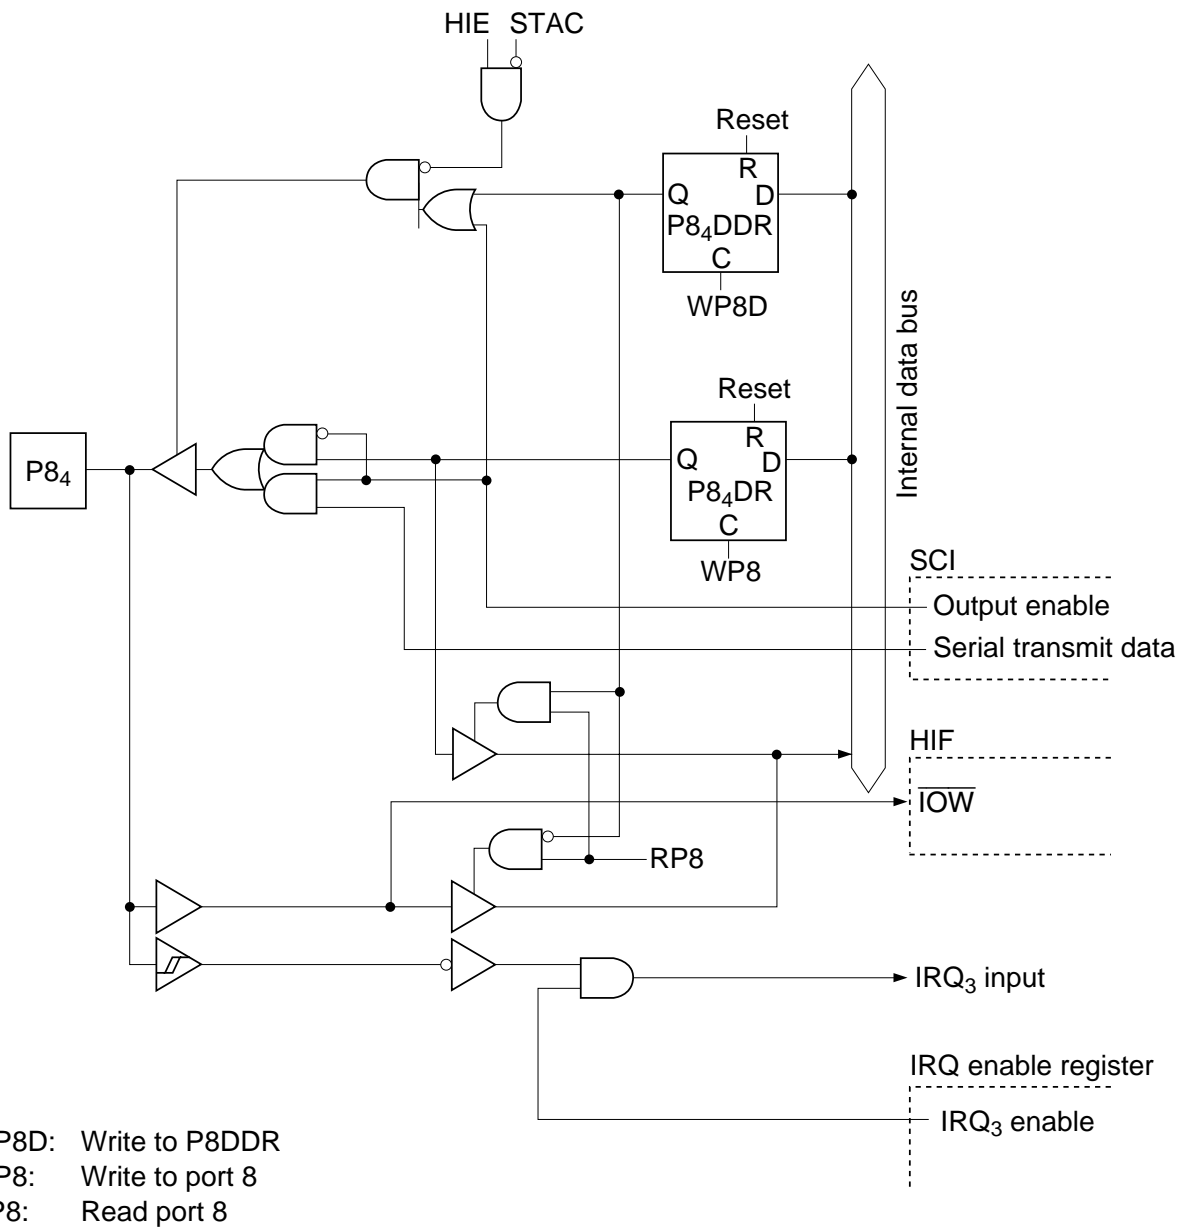 HIE STAC
Reset
R
Q D
P8₄DDR
C
WP8D
Internal data bus
Reset
R
Q D
P8₄DR
C
WP8
P8₄
SCI
Output enable
Serial transmit data
HIF
I̅O̅W̅
RP8
IRQ₃ input
IRQ enable register
IRQ₃ enable
P8D: Write to P8DDR
P8: Write to port 8
P8: Read port 8